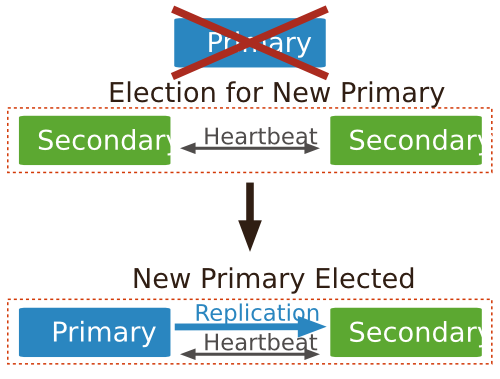 Primary
Election for New Primary
Secondary Heartbeat Secondary
New Primary Elected
Replication
Primary Secondary
Heartbeat